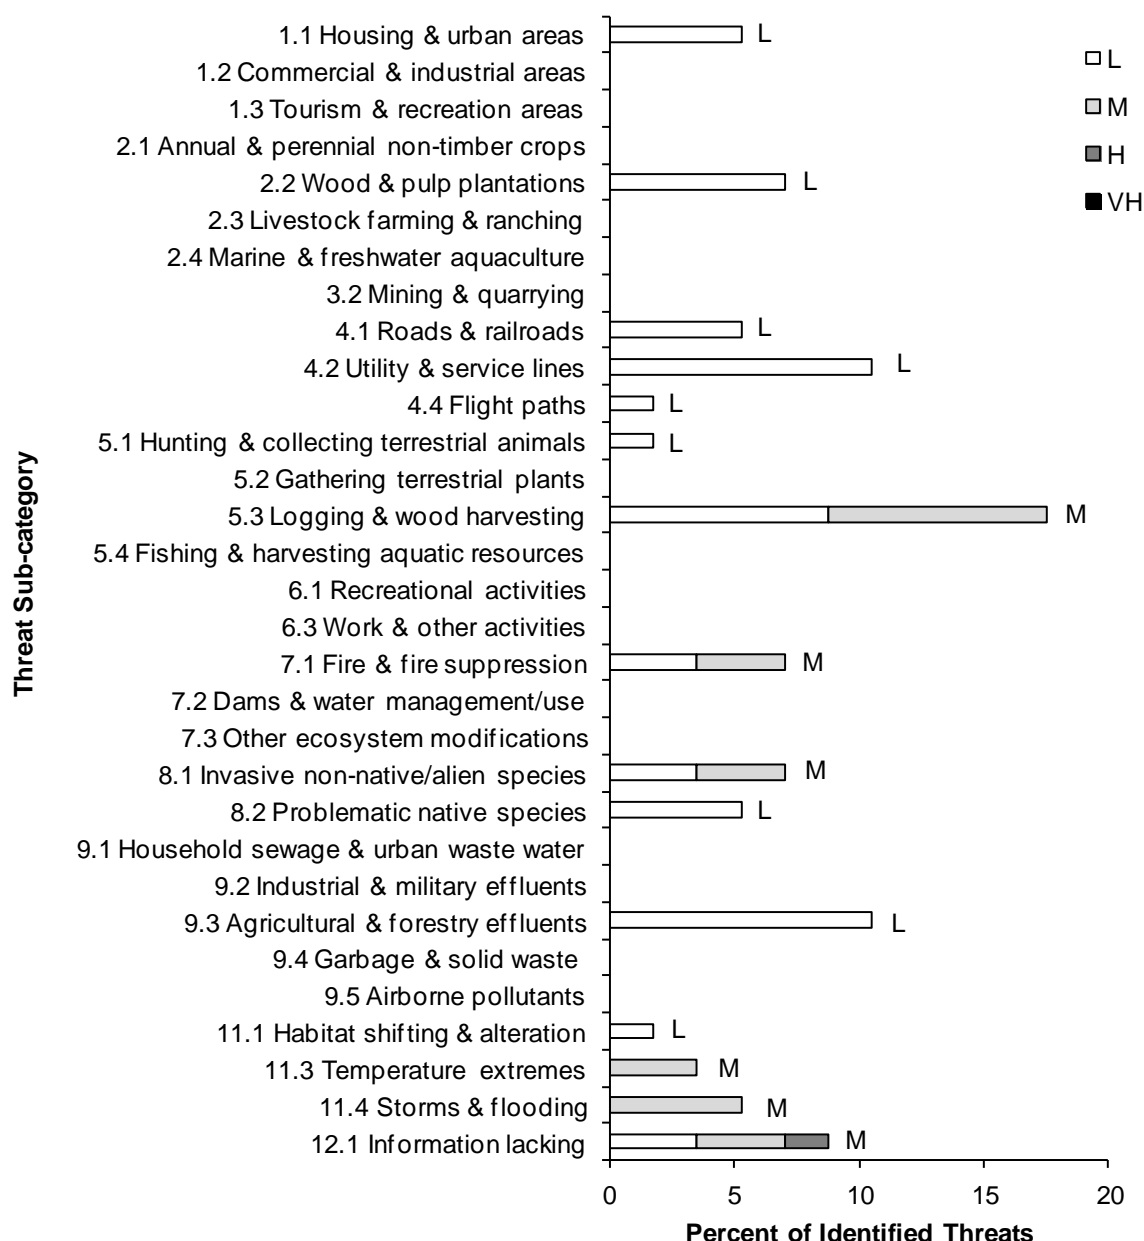 1.1 Housing & urban areas L
1.2 Commercial & industrial areas
1.3 Tourism & recreation areas
2.1 Annual & perennial non-timber crops
2.2 Wood & pulp plantations L
2.3 Livestock farming & ranching
2.4 Marine & freshwater aquaculture
3.2 Mining & quarrying
4.1 Roads & railroads L
4.2 Utility & service lines L
4.4 Flight paths L
5.1 Hunting & collecting terrestrial animals L
5.2 Gathering terrestrial plants
5.3 Logging & wood harvesting M
5.4 Fishing & harvesting aquatic resources
6.1 Recreational activities
6.3 Work & other activities
7.1 Fire & fire suppression M
7.2 Dams & water management/use
7.3 Other ecosystem modifications
8.1 Invasive non-native/alien species M
8.2 Problematic native species L
9.1 Household sewage & urban waste water
9.2 Industrial & military effluents
9.3 Agricultural & forestry effluents L
9.4 Garbage & solid waste
9.5 Airborne pollutants
11.1 Habitat shifting & alteration L
11.3 Temperature extremes M
11.4 Storms & flooding M
12.1 Information lacking M
Threat Sub-category
0 5 10 15 20
Percent of Identified Threats
L
M
H
VH